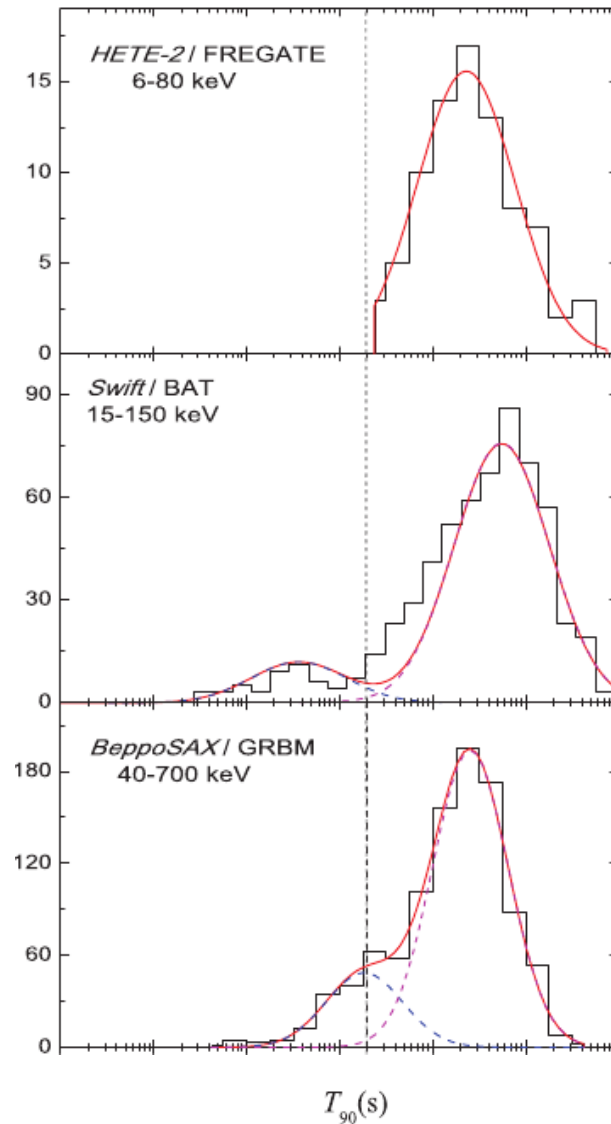 HETE-2 / FREGATE
6-80 keV
15
10
5
0
Swift / BAT
15-150 keV
90
60
30
0
BeppoSAX / GRBM
40-700 keV
180
120
60
0
T90(s)